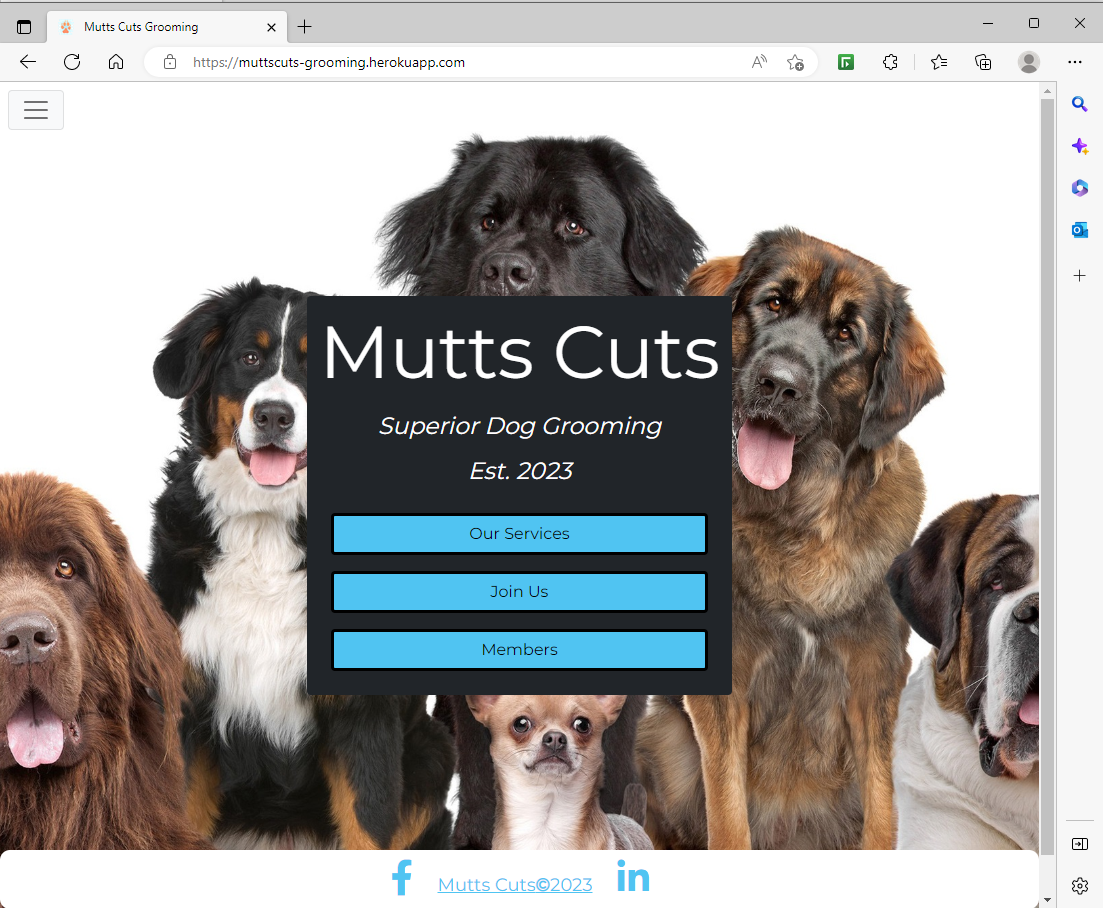 Mutts Cuts Grooming
https://muttscuts-grooming.herokuapp.com
Mutts Cuts
Superior Dog Grooming
Est. 2023
Our Services
Join Us
Members
Mutts Cuts©2023